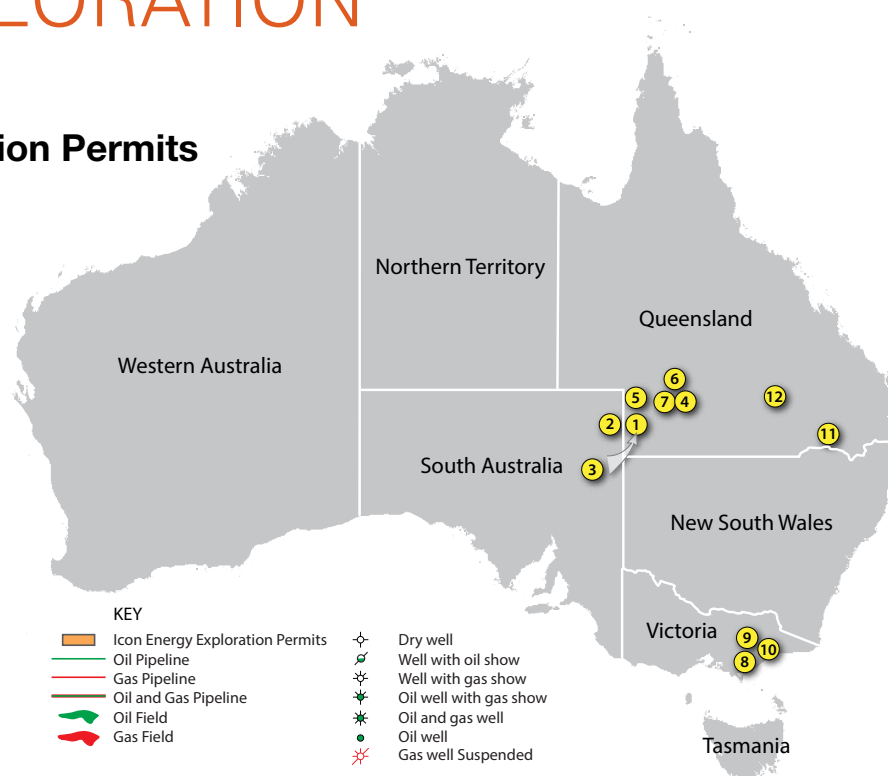 LORATION
ion Permits
Northern Territory
Queensland
Western Australia
6
5
7
4
12
2
1
11
3
South Australia
New South Wales
Victoria
9
10
8
Tasmania
KEY
Icon Energy Exploration Permits
Oil Pipeline
Gas Pipeline
Oil and Gas Pipeline
Oil Field
Gas Field
Dry well
Well with oil show
Well with gas show
Oil well with gas show
Oil and gas well
Oil well
Gas well Suspended